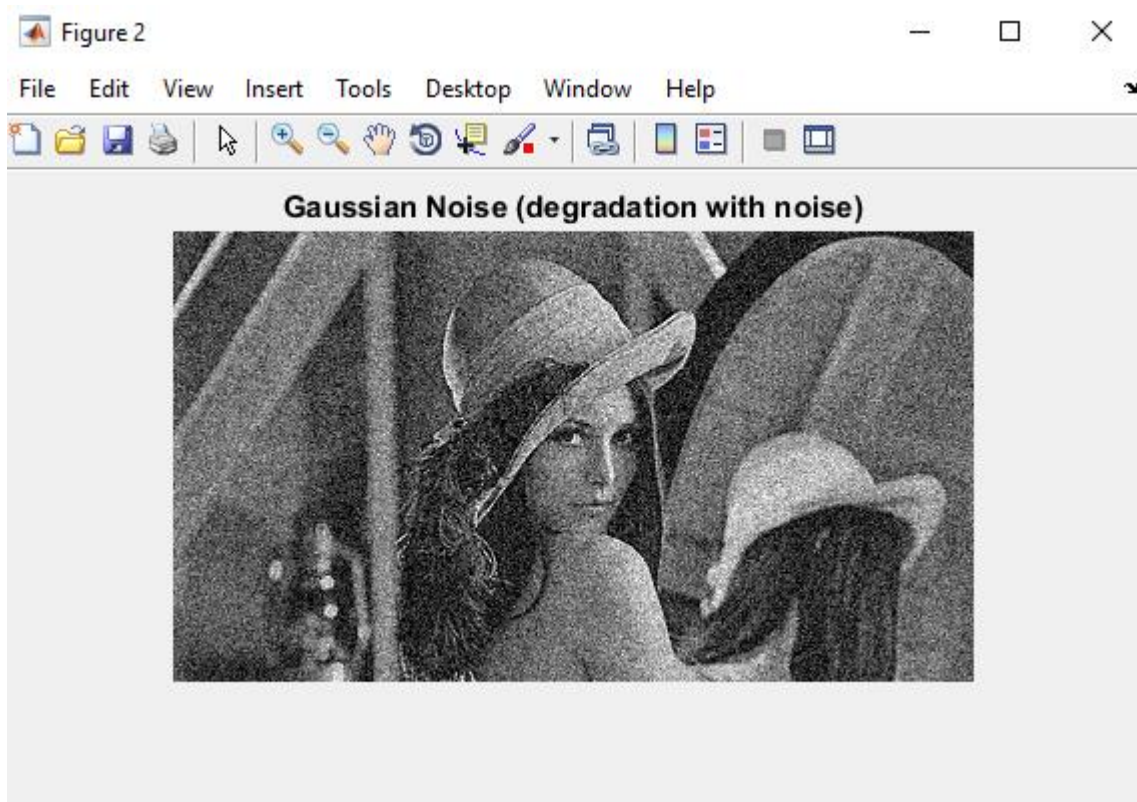 Figure 2
File Edit View Insert Tools Desktop Window Help
Gaussian Noise (degradation with noise)